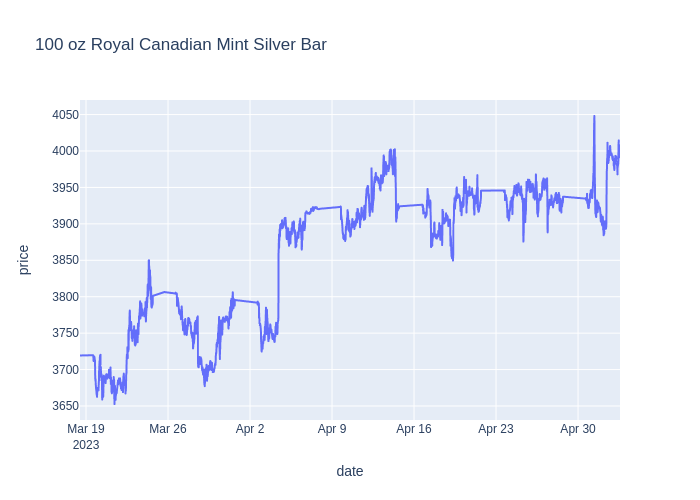 100 oz Royal Canadian Mint Silver Bar
4050
4000
3950
3900
3850
3800
3750
3700
3650
price
Mar 19 Mar 26 Apr 2 Apr 9 Apr 16 Apr 23 Apr 30
2023
date